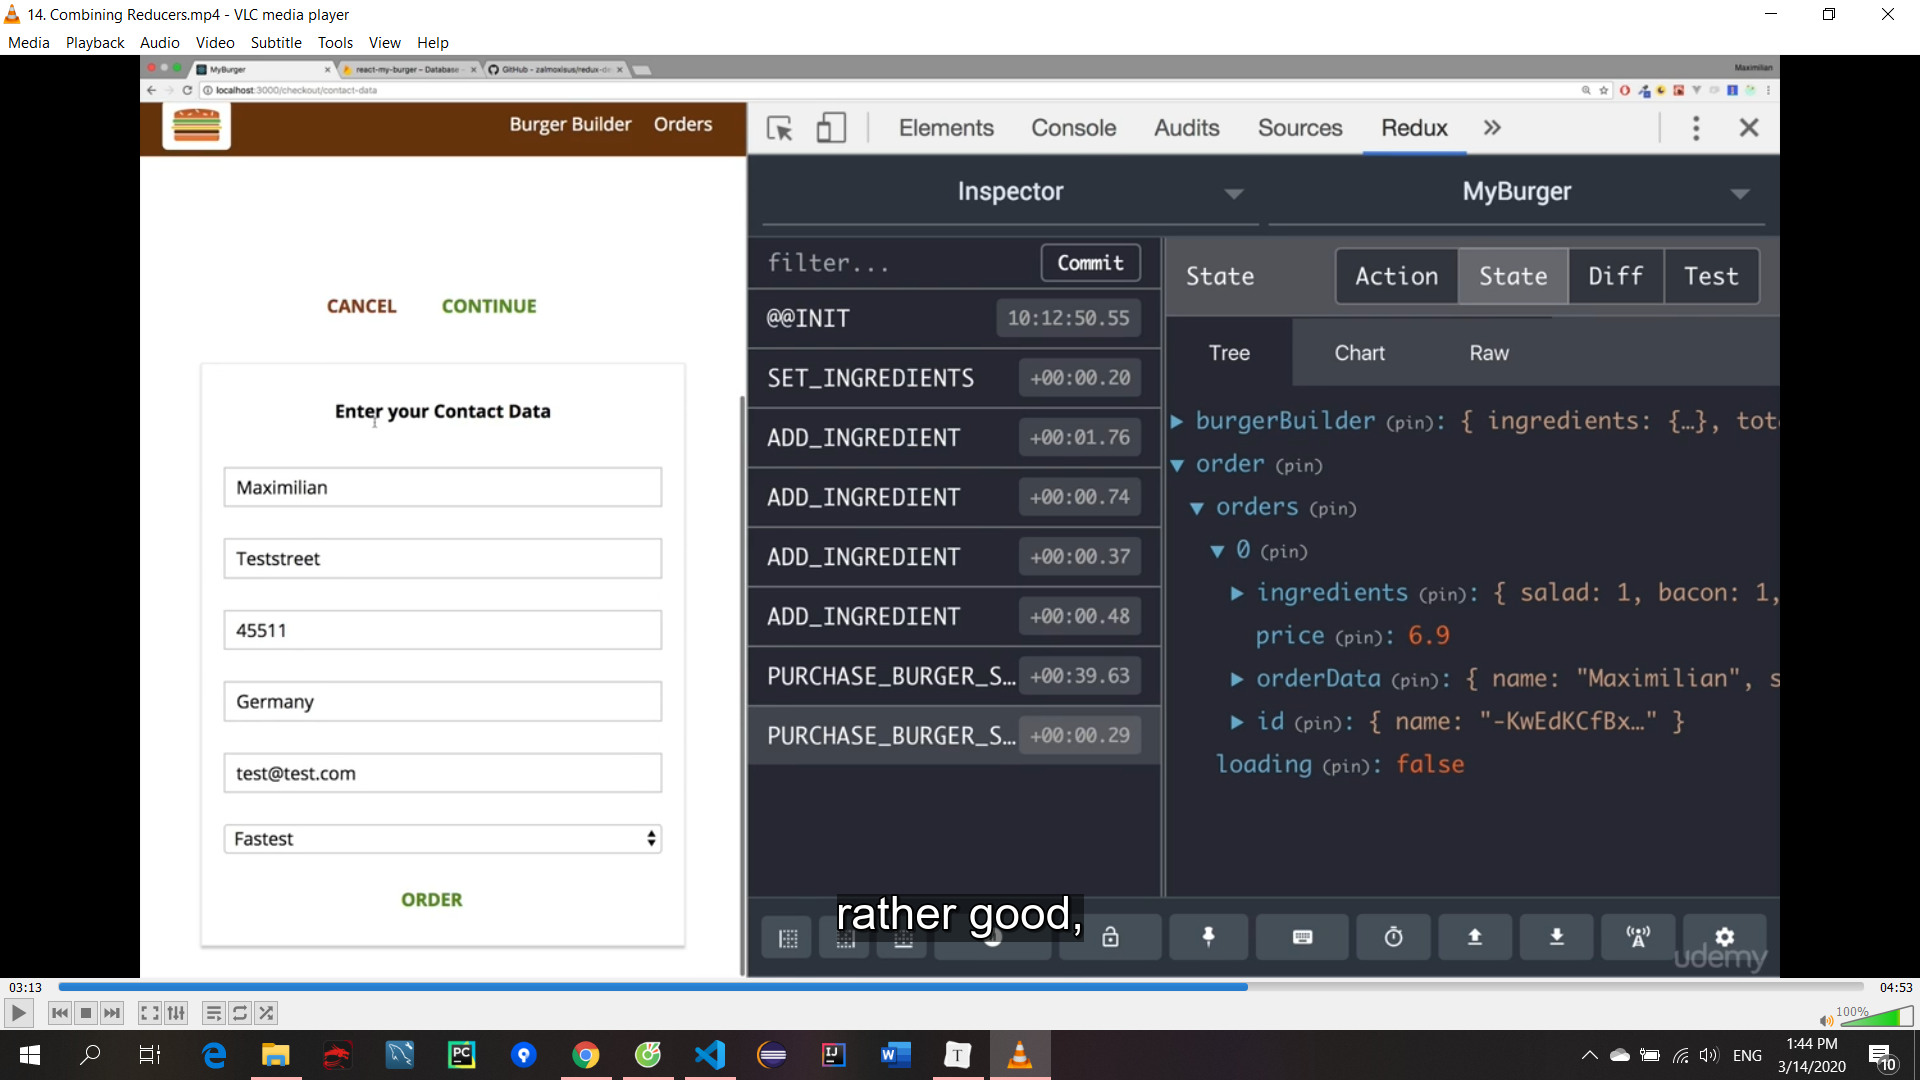 14. Combining Reducers.mp4 - VLC media player
Media Playback Audio Video Subtitle Tools View Help
MyBurger
react-my-burger – Database
GitHub - zalmoxisus/redux-de
Maximilian
localhost:3000/checkout/contact-data
Burger Builder Orders
Elements Console Audits Sources Redux »
Inspector MyBurger
filter... Commit
State Action State Diff Test
@@INIT 10:12:50.55
Tree Chart Raw
SET_INGREDIENTS +00:00.20
ADD_INGREDIENT +00:01.76
ADD_INGREDIENT +00:00.74
ADD_INGREDIENT +00:00.37
ADD_INGREDIENT +00:00.48
PURCHASE_BURGER_S... +00:39.63
PURCHASE_BURGER_S... +00:00.29
burgerBuilder (pin): { ingredients: {…}, tot
order (pin)
orders (pin)
0 (pin)
ingredients (pin): { salad: 1, bacon: 1,
price (pin): 6.9
orderData (pin): { name: "Maximilian", s
id (pin): { name: "-KwEdKCfBx…" }
loading (pin): false
CANCEL CONTINUE
Enter your Contact Data
Maximilian
Teststreet
45511
Germany
test@test.com
Fastest
ORDER
rather good,
udemy
03:13 04:53
100%
PC
IJ
W
T
ENG
1:44 PM
3/14/2020
10